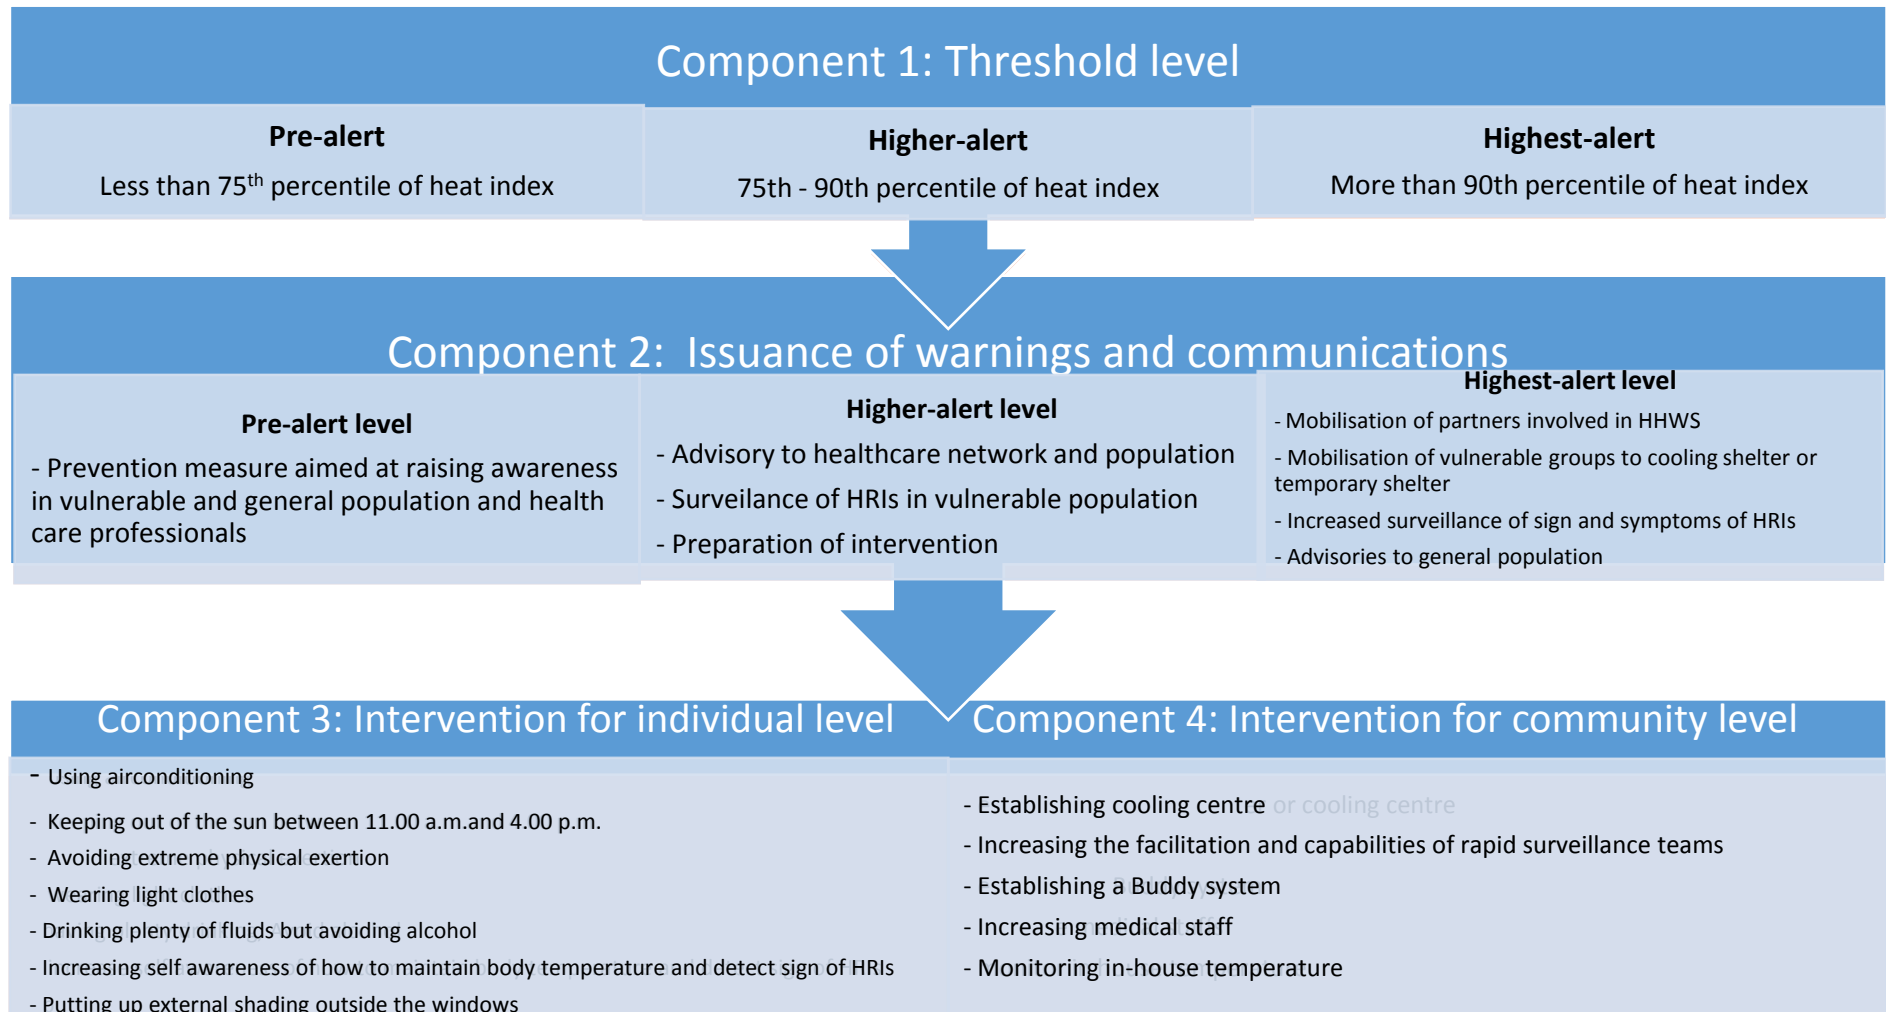 Component 1: Threshold level
Pre-alert
Less than 75th percentile of heat index
Higher-alert
75th - 90th percentile of heat index
Highest-alert
More than 90th percentile of heat index
Component 2: Issuance of warnings and communications
Pre-alert level
- Prevention measure aimed at raising awareness
in vulnerable and general population and health
care professionals
Higher-alert level
- Advisory to healthcare network and population
- Surveilance of HRIs in vulnerable population
- Preparation of intervention
Highest-alert level
- Mobilisation of partners involved in HHWS
- Mobilisation of vulnerable groups to cooling shelter or
temporary shelter
- Increased surveillance of sign and symptoms of HRIs
- Advisories to general population
Component 3: Intervention for individual level
- Using airconditioning
- Keeping out of the sun between 11.00 a.m.and 4.00 p.m.
- Avoiding extreme physical exertion
- Wearing light clothes
- Drinking plenty of fluids but avoiding alcohol
- Increasing self awareness of how to maintain body temperature and detect sign of HRIs
- Putting up external shading outside the windows
Component 4: Intervention for community level
- Establishing cooling centre or cooling centre
- Increasing the facilitation and capabilities of rapid surveillance teams
- Establishing a Buddy system
- Increasing medical staff
- Monitoring in-house temperature